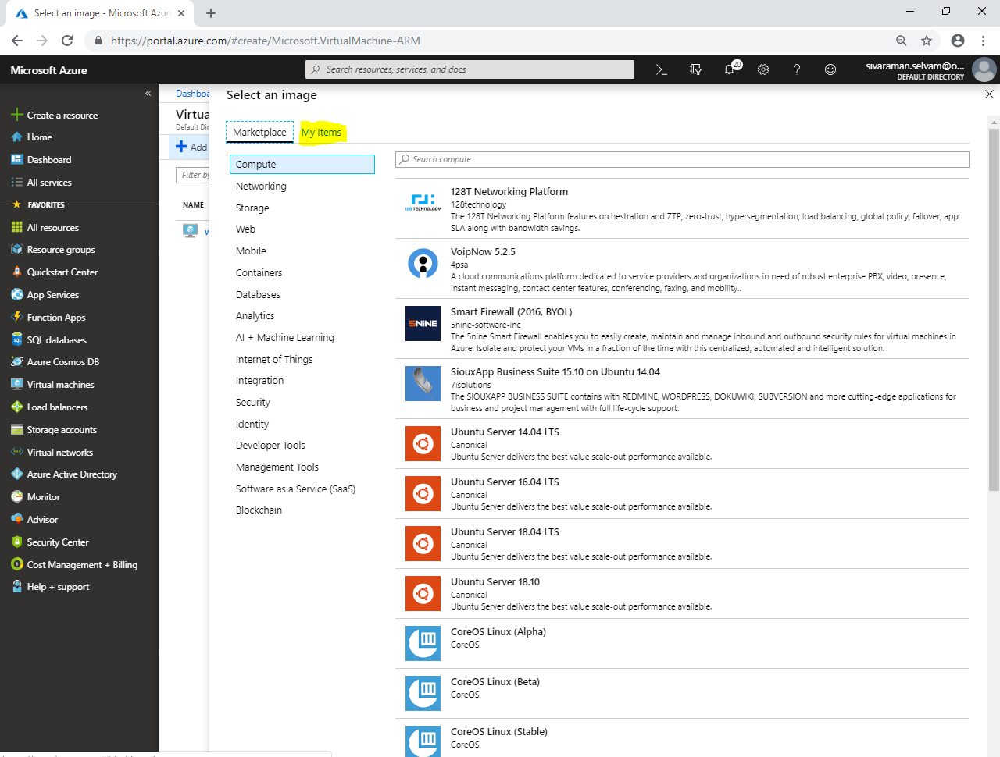 Select an image - Microsoft Azur
https://portal.azure.com/#create/Microsoft.VirtualMachine-ARM
Microsoft Azure
Search resources, services, and docs
20
sivaraman.selvam@o...
DEFAULT DIRECTORY
Create a resource
Home
Dashboard
All services
FAVORITES
All resources
Resource groups
Quickstart Center
App Services
Function Apps
SQL databases
Azure Cosmos DB
Virtual machines
Load balancers
Storage accounts
Virtual networks
Azure Active Directory
Monitor
Advisor
Security Center
Cost Management + Billing
Help + support
Dashboa
Virtua
Default Dir
Add
Filter by
NAME
w
Select an image
Marketplace
My Items
Compute
Networking
Storage
Web
Mobile
Containers
Databases
Analytics
AI + Machine Learning
Internet of Things
Integration
Security
Identity
Developer Tools
Management Tools
Software as a Service (SaaS)
Blockchain
Search compute
128 TECHNOLOGY
128T Networking Platform
128technology
The 128T Networking Platform features orchestration and ZTP, zero-trust, hypersegmentation, load balancing, global policy, failover, app
SLA along with bandwidth savings.
VoipNow 5.2.5
4psa
A cloud communications platform dedicated to service providers and organizations in need of robust enterprise PBX, video, presence,
instant messaging, contact center features, conferencing, faxing, and mobility..
5NINE
Smart Firewall (2016, BYOL)
5nine-software-inc
The 5nine Smart Firewall enables you to easily create, maintain and manage inbound and outbound security rules for virtual machines in
Azure. Isolate and protect your VMs in a fraction of the time with this centralized, automated and intelligent solution.
SiouxApp Business Suite 15.10 on Ubuntu 14.04
7isolutions
The SIOUXAPP BUSINESS SUITE contains with REDMINE, WORDPRESS, DOKUWIKI, SUBVERSION and more cutting-edge applications for
business and project management with full life-cycle support.
Ubuntu Server 14.04 LTS
Canonical
Ubuntu Server delivers the best value scale-out performance available.
Ubuntu Server 16.04 LTS
Canonical
Ubuntu Server delivers the best value scale-out performance available.
Ubuntu Server 18.04 LTS
Canonical
Ubuntu Server delivers the best value scale-out performance available.
Ubuntu Server 18.10
Canonical
Ubuntu Server delivers the best value scale-out performance available.
CoreOS Linux (Alpha)
CoreOS
CoreOS Linux (Beta)
CoreOS
CoreOS Linux (Stable)
CoreOS